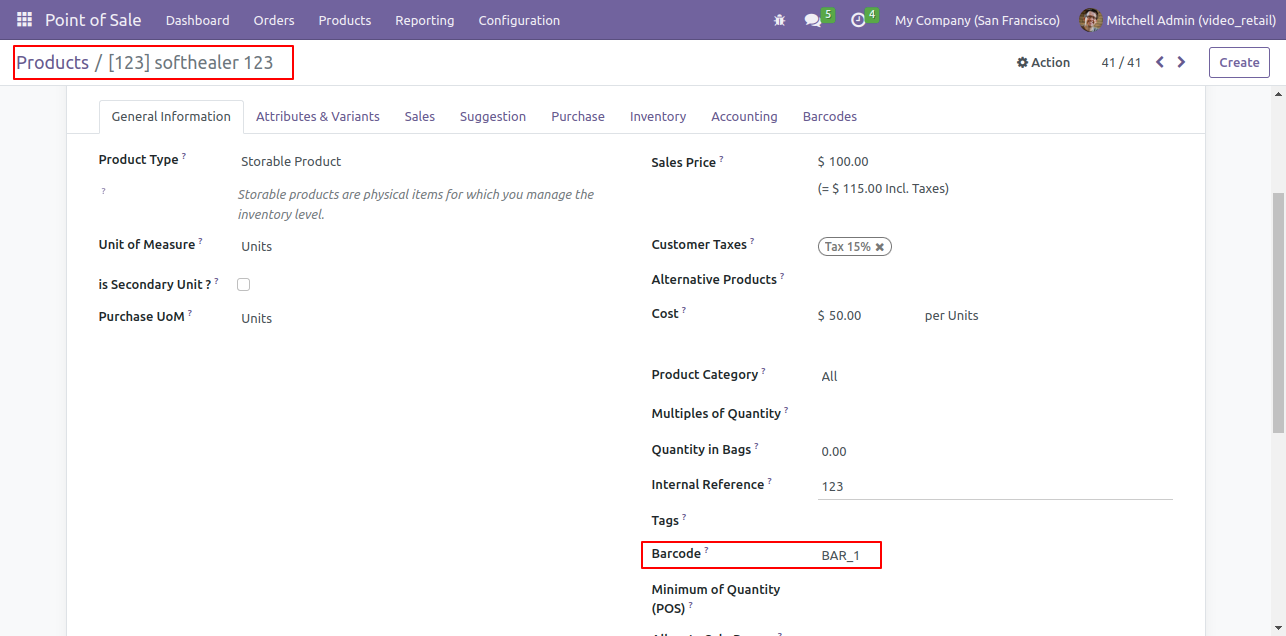 Point of Sale Dashboard Orders Products Reporting Configuration 5 4 My Company (San Francisco) Mitchell Admin (video_retail)
Products / [123] softhealer 123 Action 41 / 41 Create
General Information Attributes & Variants Sales Suggestion Purchase Inventory Accounting Barcodes
Product Type ? Storable Product
? Storable products are physical items for which you manage the
inventory level.
Unit of Measure ? Units
is Secondary Unit ? ?
Purchase UoM ? Units
Sales Price ? $ 100.00
(= $ 115.00 Incl. Taxes)
Customer Taxes ? Tax 15% ✖
Alternative Products ?
Cost ? $ 50.00 per Units
Product Category ? All
Multiples of Quantity ?
Quantity in Bags ? 0.00
Internal Reference ? 123
Tags ?
Barcode ? BAR_1
Minimum of Quantity
(POS) ?